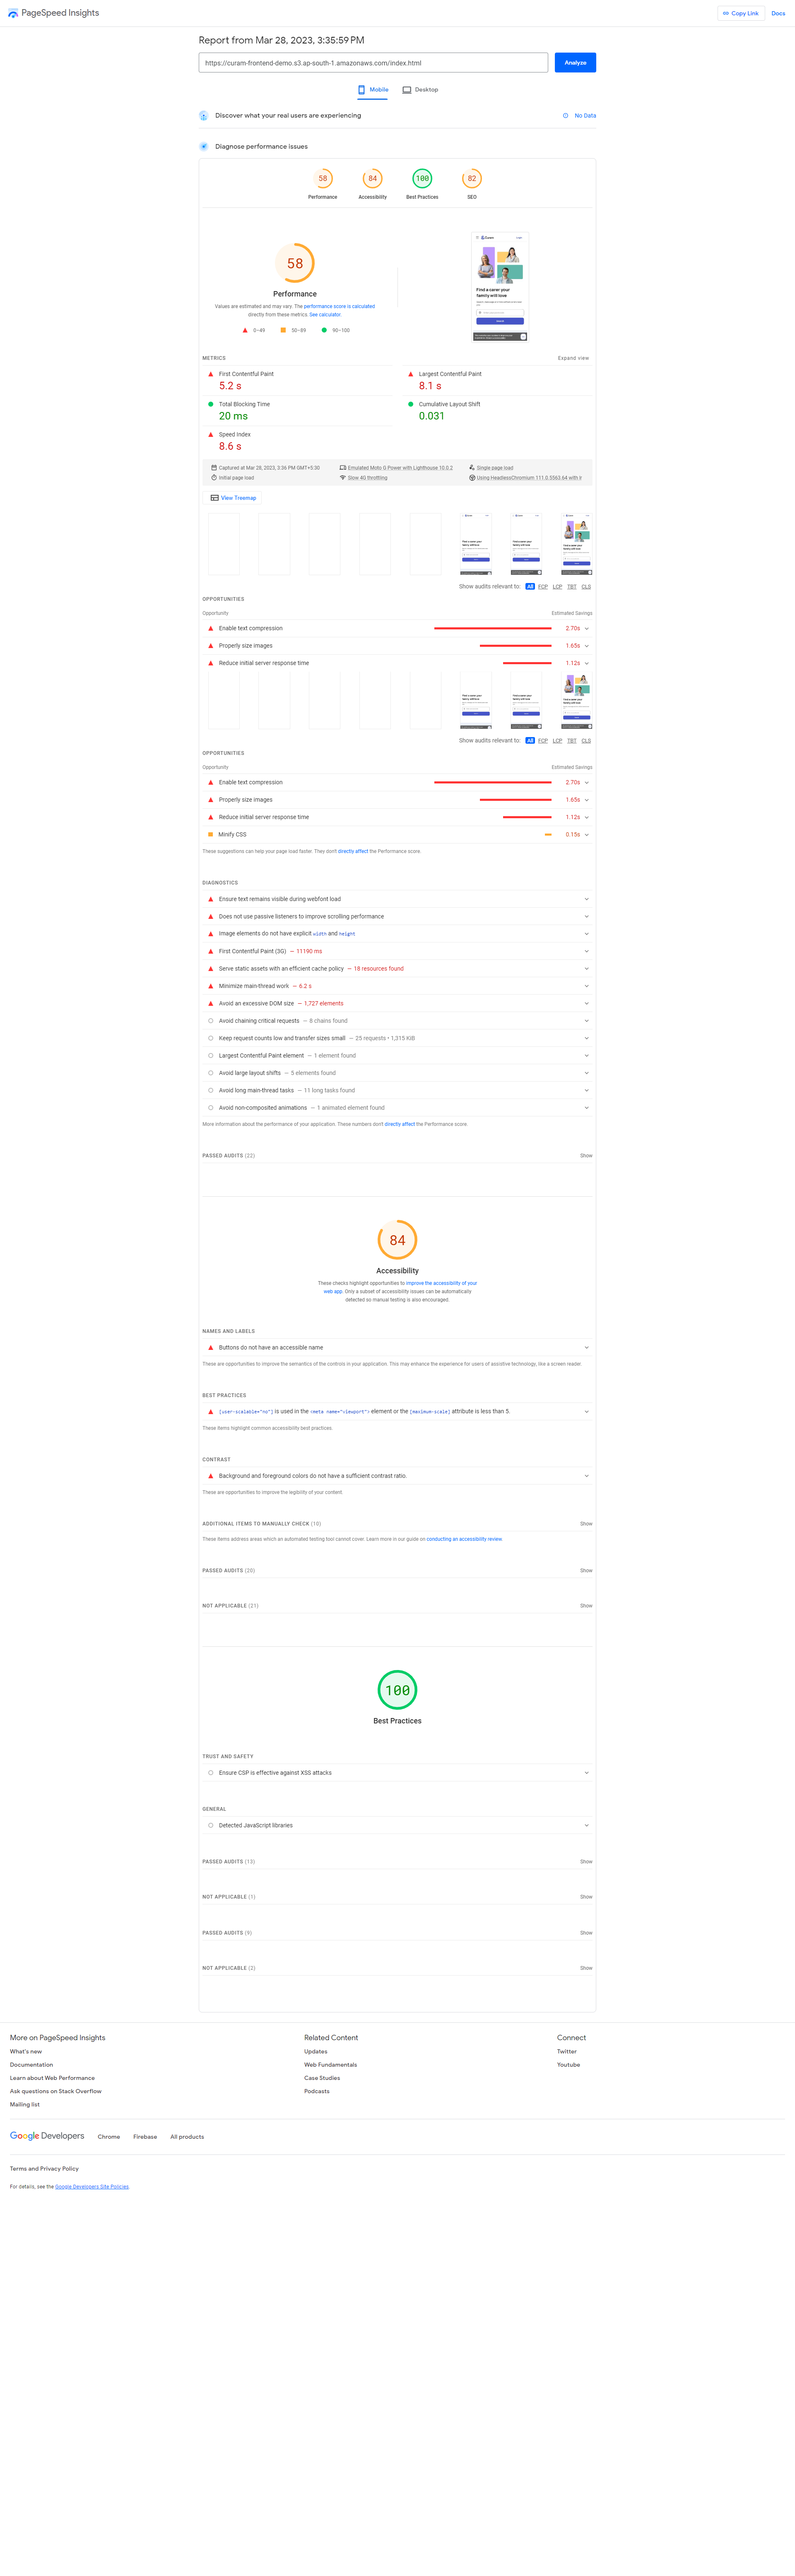 PageSpeed Insights
Copy Link
Docs
Report from Mar 28, 2023, 3:35:59 PM
https://curam-frontend-demo.s3.ap-south-1.amazonaws.com/index.html
Analyze
Mobile
Desktop
Discover what your real users are experiencing
No Data
Diagnose performance issues
58
84
100
82
Performance
Accessibility
Best Practices
SEO
58
Performance
Values are estimated and may vary. The performance score is calculated
directly from these metrics. See calculator.
0–49
50–89
90–100
Find a carer your
family will love
METRICS
Expand view
First Contentful Paint
5.2 s
Largest Contentful Paint
8.1 s
Total Blocking Time
20 ms
Cumulative Layout Shift
0.031
Speed Index
8.6 s
Captured at Mar 28, 2023, 3:36 PM GMT+5:30
Emulated Moto G Power with Lighthouse 10.0.2
Single page load
Initial page load
Slow 4G throttling
Using HeadlessChromium 111.0.5563.64 with lr
View Treemap
Show audits relevant to: All FCP LCP TBT CLS
OPPORTUNITIES
Opportunity
Estimated Savings
Enable text compression
2.70s
Properly size images
1.65s
Reduce initial server response time
1.12s
Show audits relevant to: All FCP LCP TBT CLS
OPPORTUNITIES
Opportunity
Estimated Savings
Enable text compression
2.70s
Properly size images
1.65s
Reduce initial server response time
1.12s
Minify CSS
0.15s
These suggestions can help your page load faster. They don't directly affect the Performance score.
DIAGNOSTICS
Ensure text remains visible during webfont load
Does not use passive listeners to improve scrolling performance
Image elements do not have explicit width and height
First Contentful Paint (3G) — 11190 ms
Serve static assets with an efficient cache policy — 18 resources found
Minimize main-thread work — 6.2 s
Avoid an excessive DOM size — 1,727 elements
Avoid chaining critical requests — 8 chains found
Keep request counts low and transfer sizes small — 25 requests • 1,315 KiB
Largest Contentful Paint element — 1 element found
Avoid large layout shifts — 5 elements found
Avoid long main-thread tasks — 11 long tasks found
Avoid non-composited animations — 1 animated element found
More information about the performance of your application. These numbers don't directly affect the Performance score.
PASSED AUDITS (22)
Show
84
Accessibility
These checks highlight opportunities to improve the accessibility of your
web app. Only a subset of accessibility issues can be automatically
detected so manual testing is also encouraged.
NAMES AND LABELS
Buttons do not have an accessible name
These are opportunities to improve the semantics of the controls in your application. This may enhance the experience for users of assistive technology, like a screen reader.
BEST PRACTICES
[user-scalable="no"] is used in the <meta name="viewport"> element or the [maximum-scale] attribute is less than 5.
These items highlight common accessibility best practices.
CONTRAST
Background and foreground colors do not have a sufficient contrast ratio.
These are opportunities to improve the legibility of your content.
ADDITIONAL ITEMS TO MANUALLY CHECK (10)
Show
These items address areas which an automated testing tool cannot cover. Learn more in our guide on conducting an accessibility review.
PASSED AUDITS (20)
Show
NOT APPLICABLE (21)
Show
100
Best Practices
TRUST AND SAFETY
Ensure CSP is effective against XSS attacks
GENERAL
Detected JavaScript libraries
PASSED AUDITS (13)
Show
NOT APPLICABLE (1)
Show
PASSED AUDITS (9)
Show
NOT APPLICABLE (2)
Show
More on PageSpeed Insights
What's new
Documentation
Learn about Web Performance
Ask questions on Stack Overflow
Mailing list
Related Content
Updates
Web Fundamentals
Case Studies
Podcasts
Connect
Twitter
Youtube
Google Developers
Chrome
Firebase
All products
Terms and Privacy Policy
For details, see the Google Developers Site Policies.